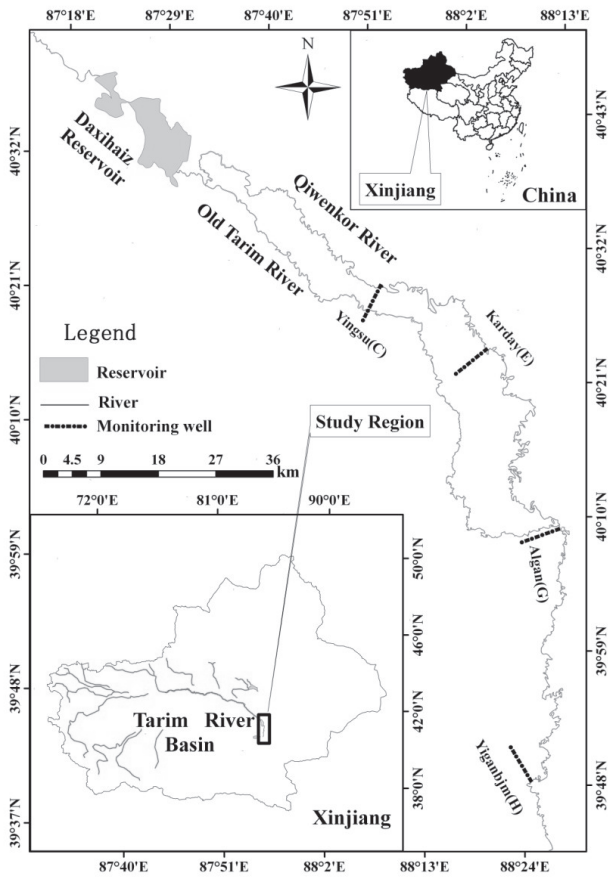 87°18'E
87°29'E
87°40'E
87°51'E
88°2'E
88°13'E
N
40°43'N
40°32'N
40°32'N
40°21'N
40°21'N
40°10'N
40°10'N
39°59'N
39°59'N
39°48'N
39°48'N
39°37'N
Xinjiang
China
Daxihaiz
Reservoir
Qiwenkor River
Old Tarim River
Yingsu(C)
Karday(E)
Algan(G)
Yiganbjm(H)
Legend
Reservoir
River
Monitoring well
0 4.5 9 18 27 36
km
Study Region
72°0'E
81°0'E
90°0'E
50°0'N
46°0'N
42°0'N
38°0'N
Tarim River
Basin
Xinjiang
87°40'E
87°51'E
88°2'E
88°13'E
88°24'E